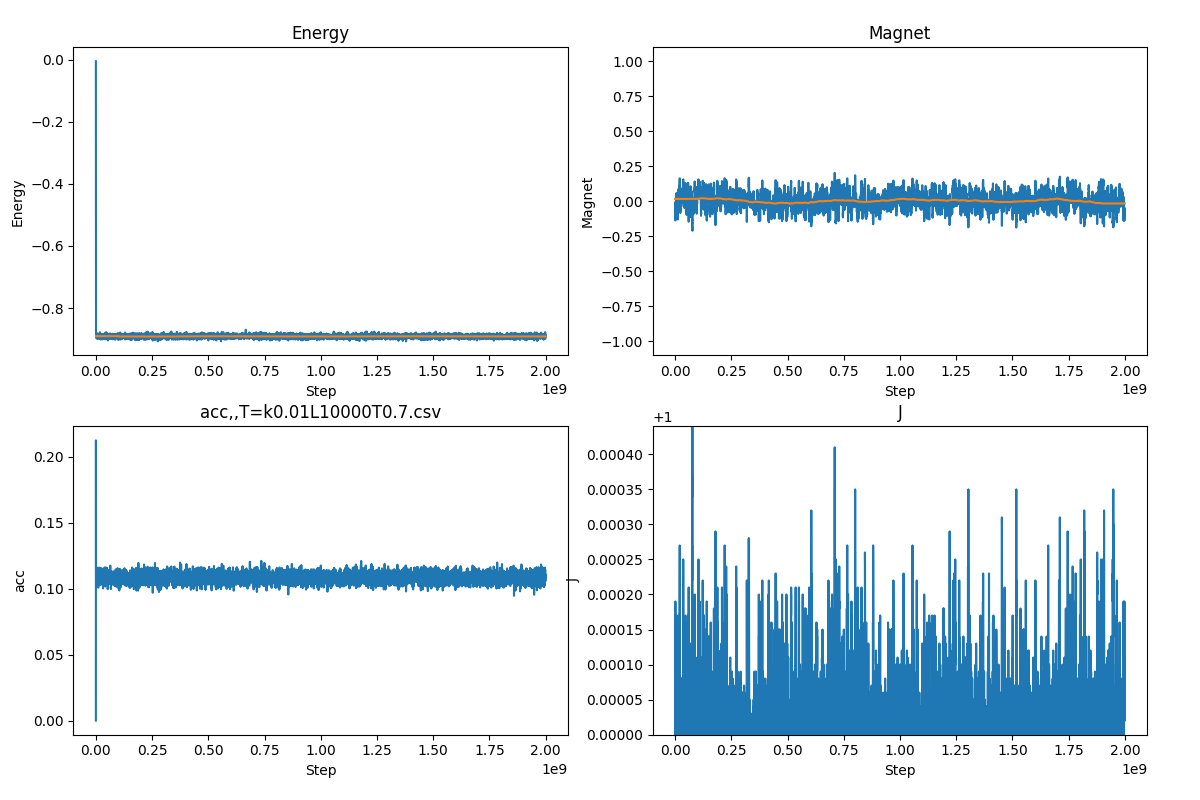 Energy
0.0
−0.2
−0.4
−0.6
−0.8
Energy
0.00 0.25 0.50 0.75 1.00 1.25 1.50 1.75 2.00
Step
1e9
Magnet
1.00
0.75
0.50
0.25
0.00
−0.25
−0.50
−0.75
−1.00
Magnet
0.00 0.25 0.50 0.75 1.00 1.25 1.50 1.75 2.00
Step
1e9
acc,,T=k0.01L10000T0.7.csv
0.20
0.15
0.10
0.05
0.00
acc
0.00 0.25 0.50 0.75 1.00 1.25 1.50 1.75 2.00
Step
1e9
J
+1
0.00040
0.00035
0.00030
0.00025
0.00020
0.00015
0.00010
0.00005
0.00000
J
0.00 0.25 0.50 0.75 1.00 1.25 1.50 1.75 2.00
Step
1e9